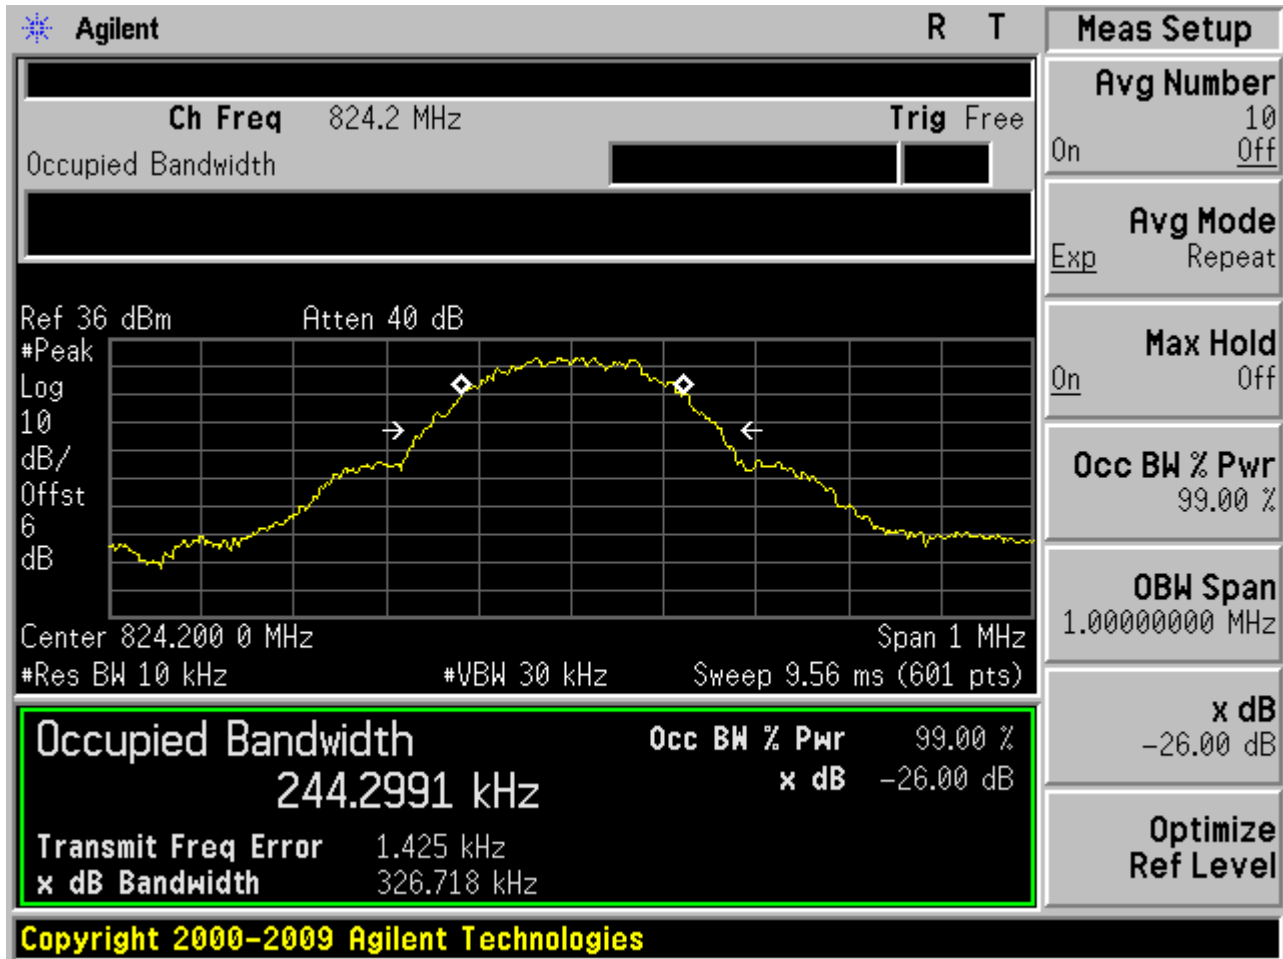 Agilent R T
Ch Freq 824.2 MHz Trig Free
Occupied Bandwidth
Ref 36 dBm Atten 40 dB
#Peak
Log
10
dB/
Offst
6
dB
Center 824.200 0 MHz Span 1 MHz
#Res BW 10 kHz #VBW 30 kHz Sweep 9.56 ms (601 pts)
Occupied Bandwidth
244.2991 kHz
Occ BW % Pwr 99.00 %
x dB -26.00 dB
Transmit Freq Error 1.425 kHz
x dB Bandwidth 326.718 kHz
Copyright 2000-2009 Agilent Technologies
Meas Setup
Avg Number
10
On Off
Avg Mode
Exp Repeat
Max Hold
On Off
Occ BW % Pwr
99.00 %
OBW Span
1.00000000 MHz
x dB
-26.00 dB
Optimize
Ref Level